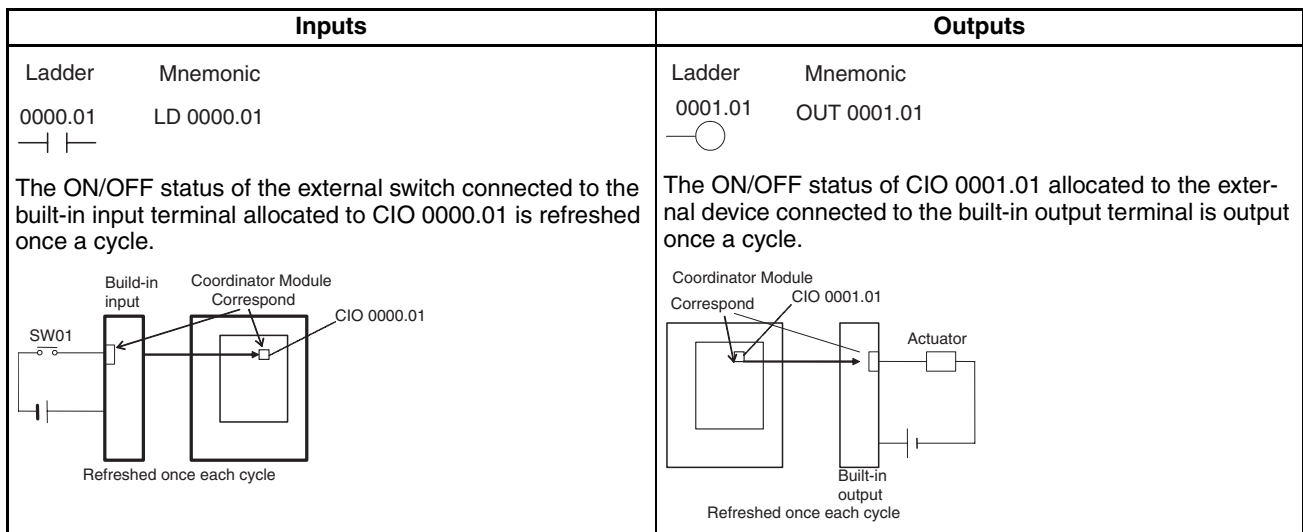 Inputs
Outputs
Ladder
Mnemonic
0000.01
LD 0000.01
The ON/OFF status of the external switch connected to the
built-in input terminal allocated to CIO 0000.01 is refreshed
once a cycle.
Build-in
input
Coordinator Module
Correspond
CIO 0000.01
SW01
Refreshed once each cycle
Ladder
Mnemonic
0001.01
OUT 0001.01
The ON/OFF status of CIO 0001.01 allocated to the exter-
nal device connected to the built-in output terminal is output
once a cycle.
Coordinator Module
Correspond
CIO 0001.01
Actuator
Built-in
output
Refreshed once each cycle